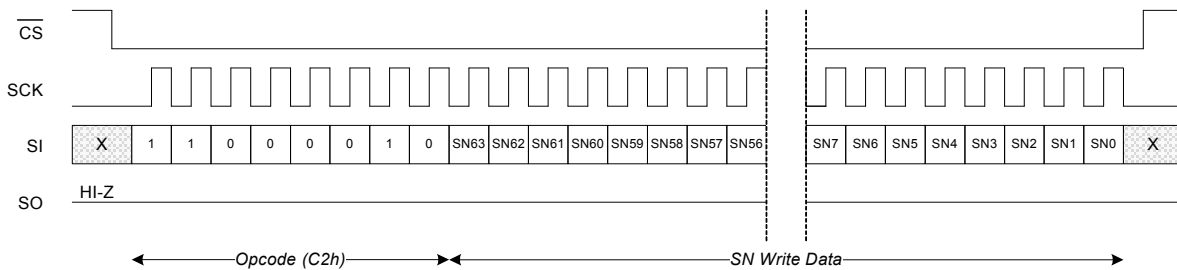 CS
SCK
SI X 1 1 0 0 0 0 1 0 SN63 SN62 SN61 SN60 SN59 SN58 SN57 SN56 SN7 SN6 SN5 SN4 SN3 SN2 SN1 SN0 X
HI-Z
SO
Opcode (C2h) SN Write Data